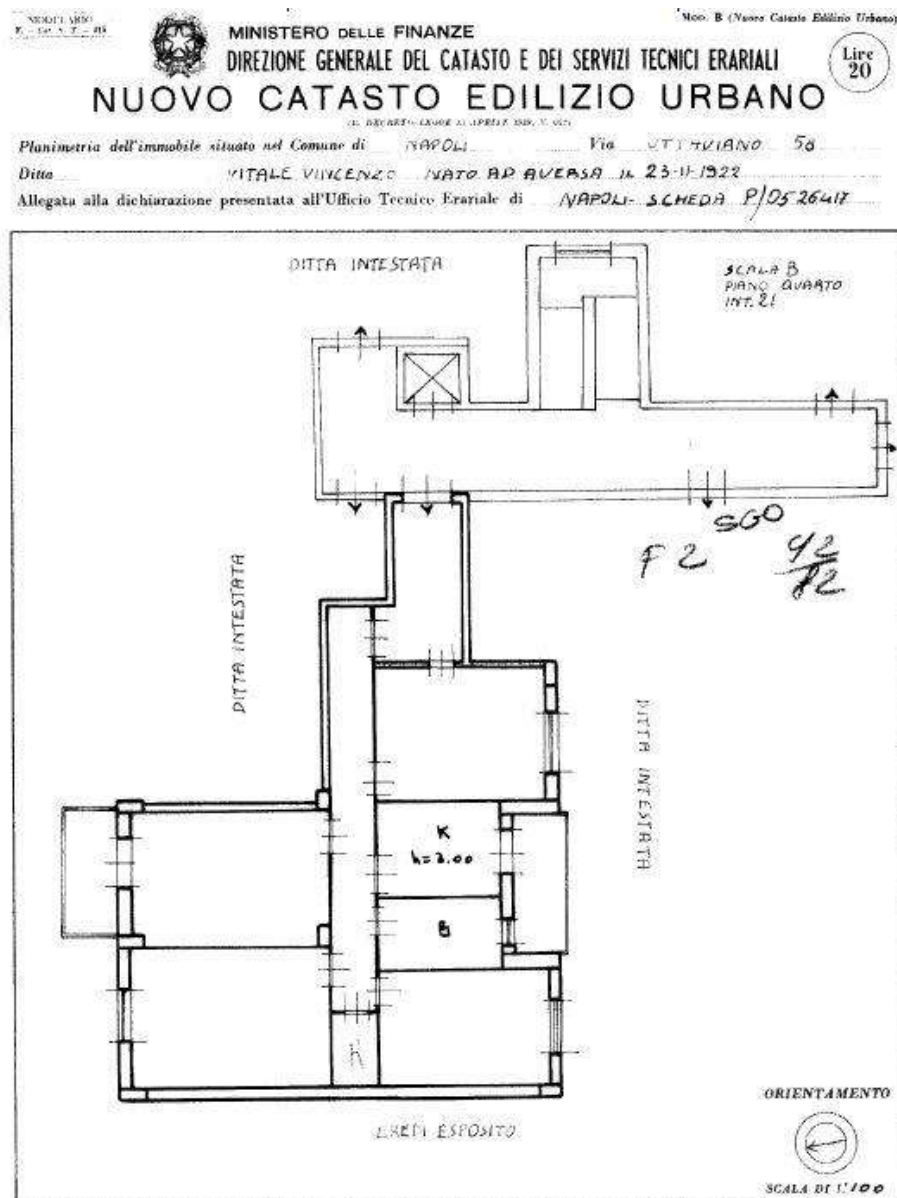 MINISTERO DELLE FINANZE
Mod. B (Nuovo Catasto Edilizio Urbano)
DIREZIONE GENERALE DEL CATASTO E DEI SERVIZI TECNICI ERARIALI
Lire
20
NUOVO CATASTO EDILIZIO URBANO
Planimetria dell'immobile situato nel Comune di NAPOLI Via 58
Ditta VITALE VINCENZO NATO AD AVERSA IL 23-11-1922
Allegata alla dichiarazione presentata all'Ufficio Tecnico Erariale di NAPOLI- SCHEDA P/0526417
DITTA INTESTATA
SCALA B
PIANO QUARTO
INT. 21
SGO
F 2
DITTA INTESTATA
DITTA INTESTATA
K
h=3.00
B
EREDI ESPOSITO
ORIENTAMENTO
SCALA DI 1:100